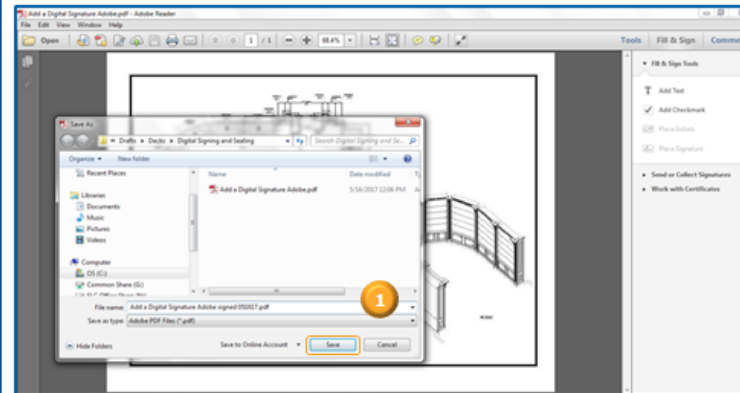 Add a Digital Signature Adobe.pdf - Adobe Reader
File Edit View Window Help
Open 1 / 1 68.4% Tools Fill & Sign Comme
Fill & Sign Tools
T Add Text
Add Checkmark
Place Initials
Place Signature
Send or Collect Signatures
Work with Certificates
Save As
« Drafts Decks Digital Signing and Sealing Search Digital Signing and Se...
Organize New folder
Recent Places
Libraries
Documents
Music
Pictures
Videos
Computer
OS (C:)
Common Share (G:)
Name Date modified
Add a Digital Signature Adobe.pdf 5/16/2017 12:06 PM
1
File name: Add a Digital Signature Adobe signed 051617.pdf
Save as type: Adobe PDF Files (*.pdf)
Hide Folders Save to Online Account Save Cancel